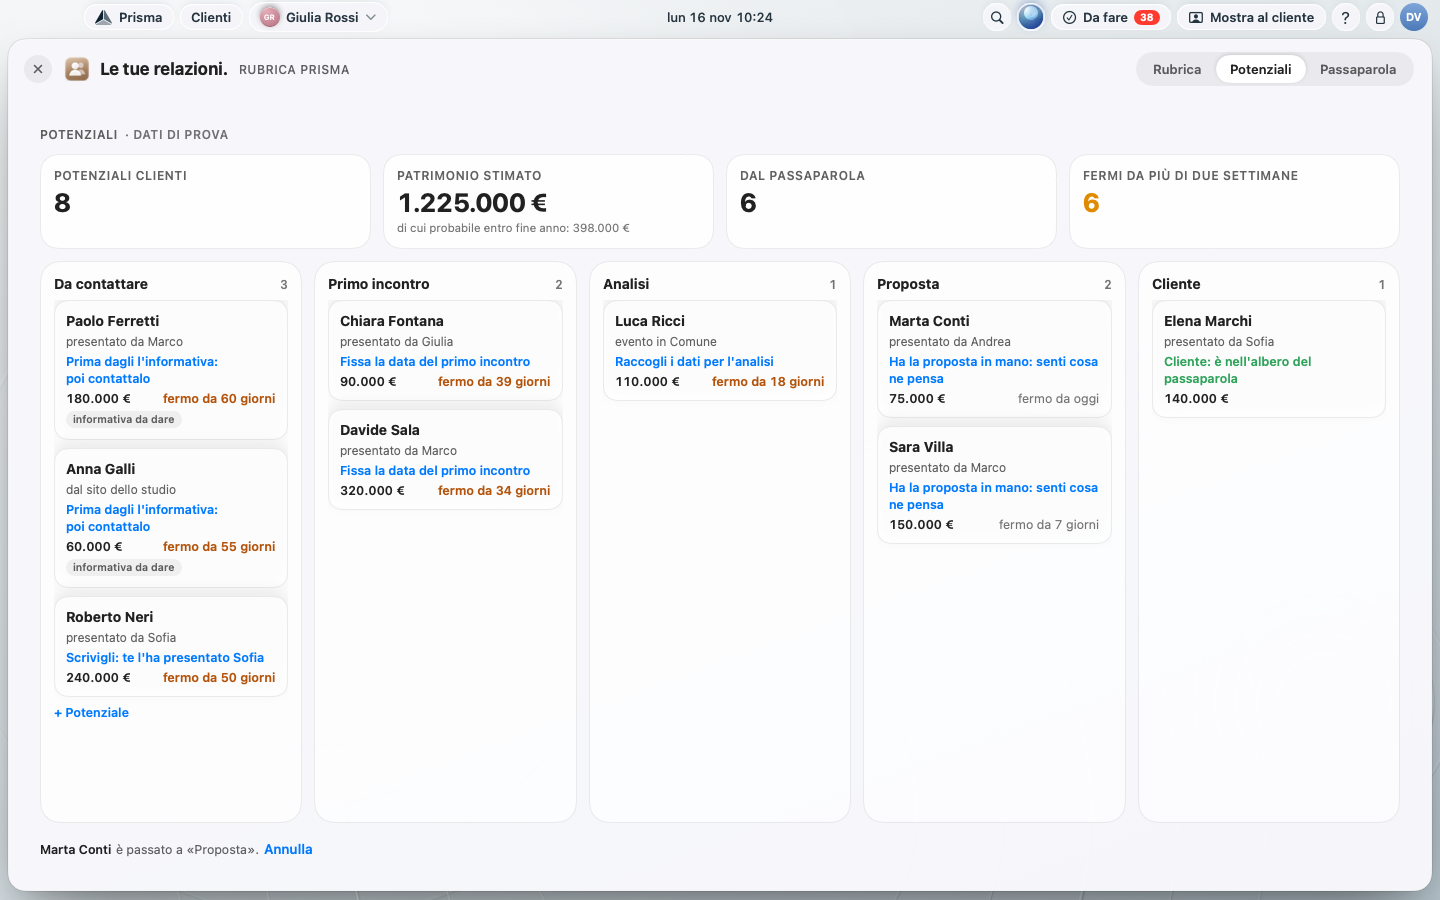 Prisma
Clienti
GR Giulia Rossi
lun 16 nov 10:24
Da fare 38
Mostra al cliente
?
DV
Le tue relazioni. RUBRICA PRISMA
Rubrica
Potenziali
Passaparola
POTENZIALI · DATI DI PROVA
POTENZIALI CLIENTI
8
PATRIMONIO STIMATO
1.225.000 €
di cui probabile entro fine anno: 398.000 €
DAL PASSAPAROLA
6
FERMI DA PIÙ DI DUE SETTIMANE
6
Da contattare 3
Paolo Ferretti
presentato da Marco
Prima dagli l'informativa:
poi contattalo
180.000 € fermo da 60 giorni
informativa da dare
Anna Galli
dal sito dello studio
Prima dagli l'informativa:
poi contattalo
60.000 € fermo da 55 giorni
informativa da dare
Roberto Neri
presentato da Sofia
Scrivigli: te l'ha presentato Sofia
240.000 € fermo da 50 giorni
+ Potenziale
Primo incontro 2
Chiara Fontana
presentato da Giulia
Fissa la data del primo incontro
90.000 € fermo da 39 giorni
Davide Sala
presentato da Marco
Fissa la data del primo incontro
320.000 € fermo da 34 giorni
Analisi 1
Luca Ricci
evento in Comune
Raccogli i dati per l'analisi
110.000 € fermo da 18 giorni
Proposta 2
Marta Conti
presentato da Andrea
Ha la proposta in mano: senti cosa
ne pensa
75.000 € fermo da oggi
Sara Villa
presentato da Marco
Ha la proposta in mano: senti cosa
ne pensa
150.000 € fermo da 7 giorni
Cliente 1
Elena Marchi
presentato da Sofia
Cliente: è nell'albero del
passaparola
140.000 €
Marta Conti è passato a «Proposta». Annulla